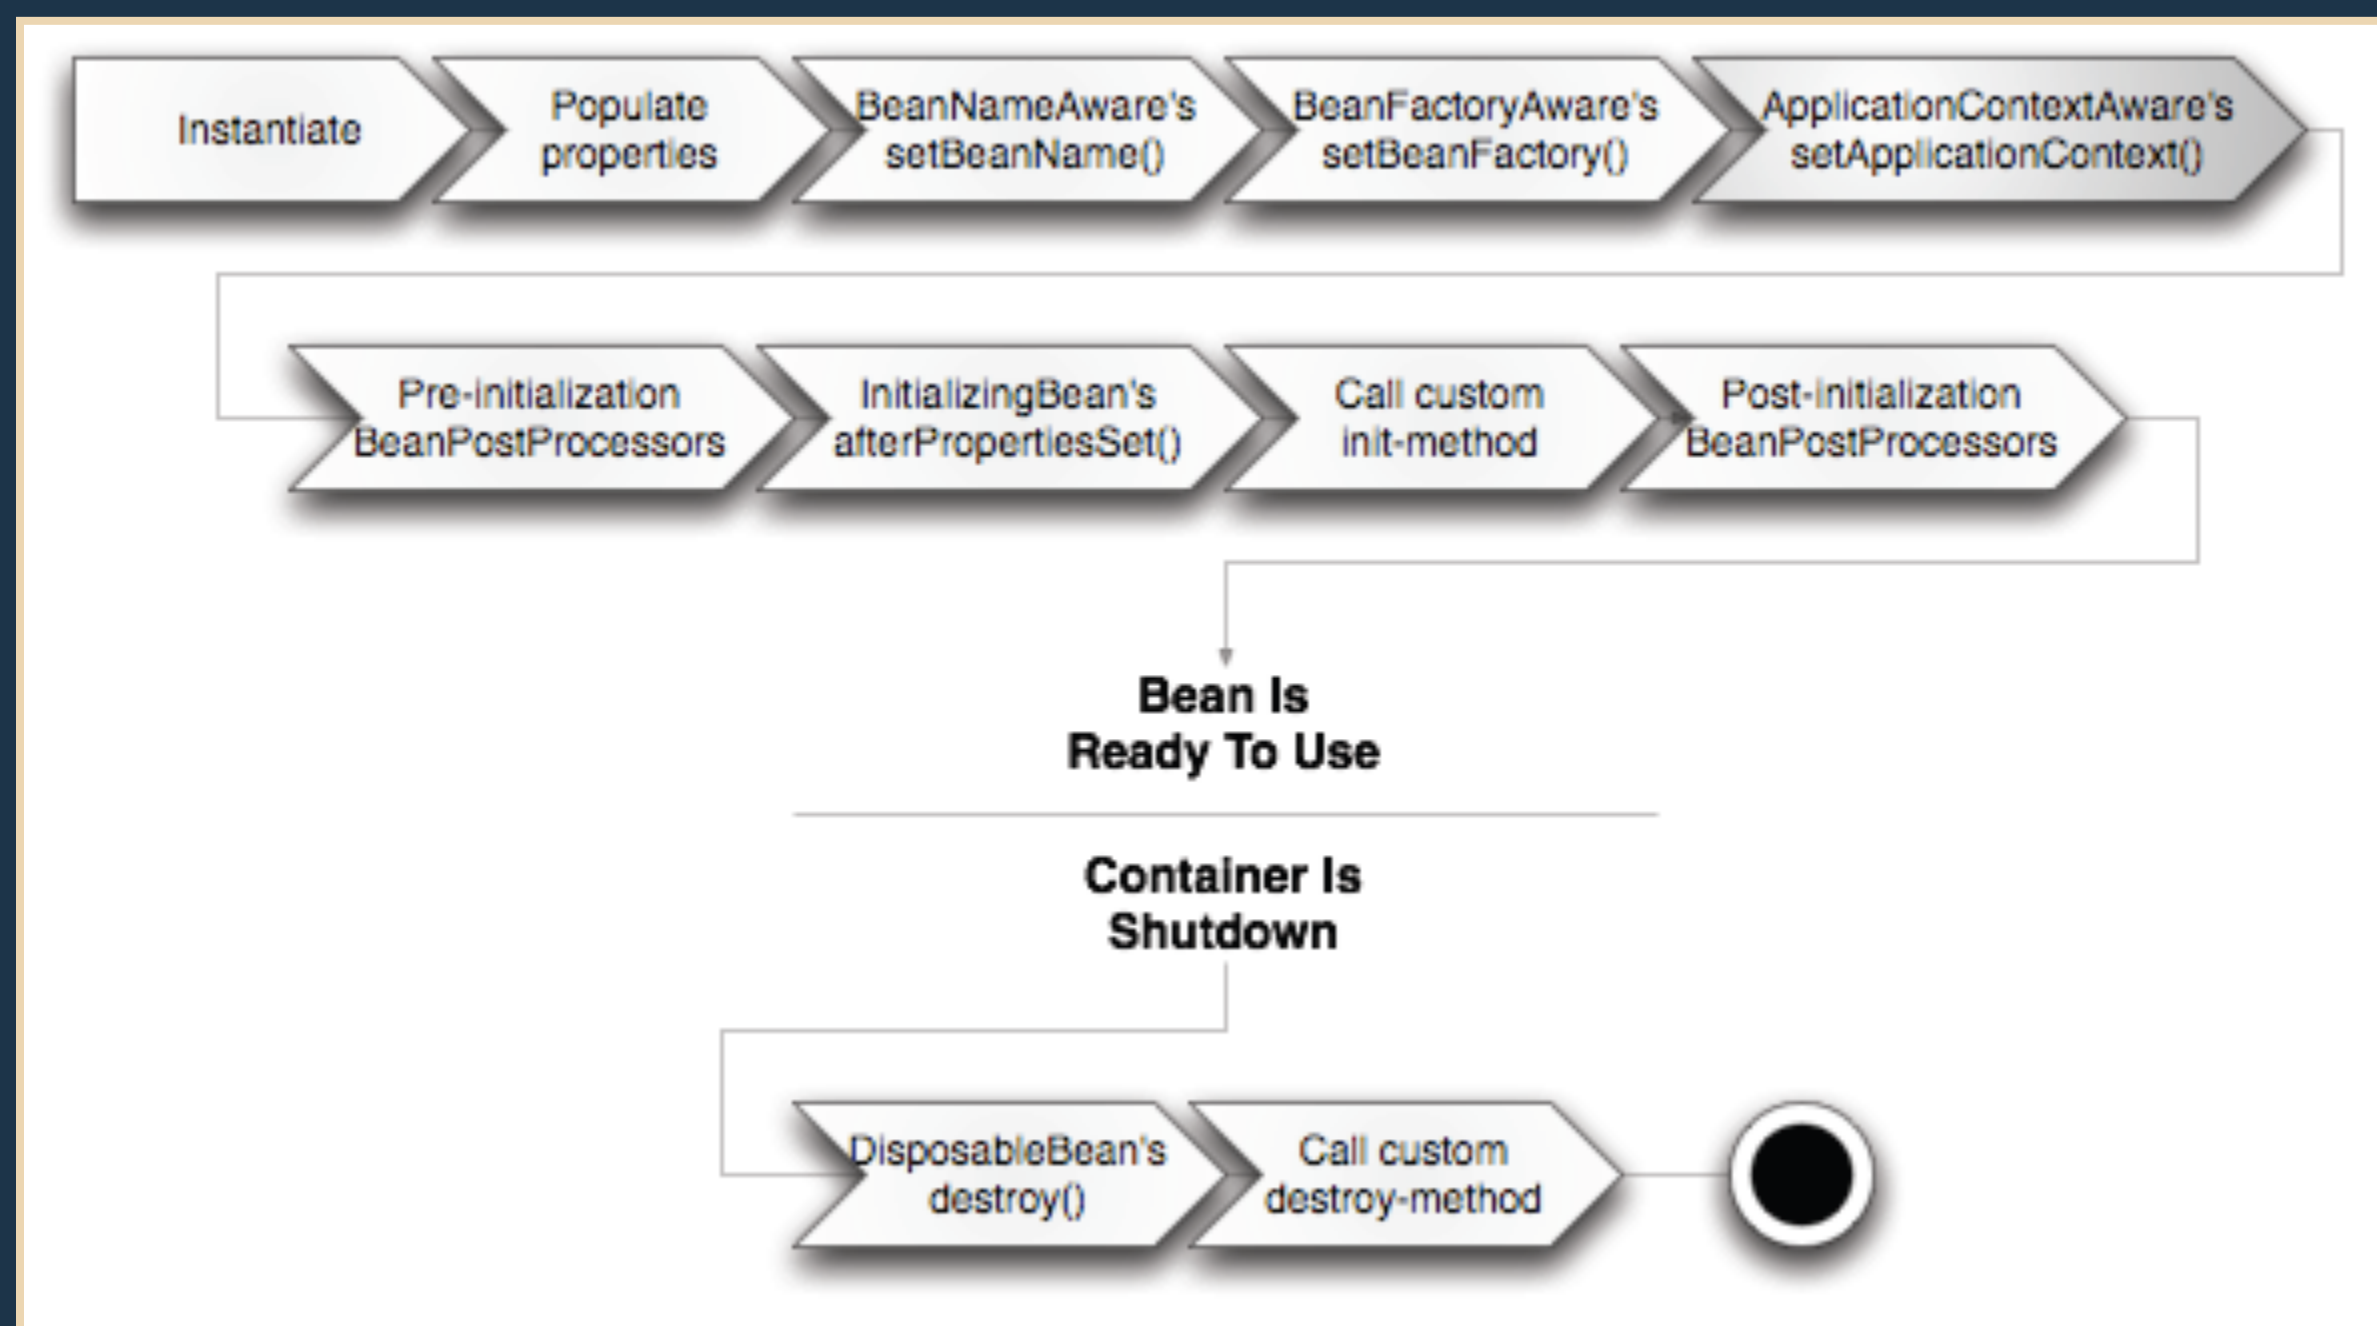 Instantiate
Populate
properties
BeanNameAware's
setBeanName()
BeanFactoryAware's
setBeanFactory()
ApplicationContextAware's
setApplicationContext()
Pre-initialization
BeanPostProcessors
InitializingBean's
afterPropertiesSet()
Call custom
init-method
Post-initialization
BeanPostProcessors
Bean Is
Ready To Use
Container Is
Shutdown
DisposableBean's
destroy()
Call custom
destroy-method